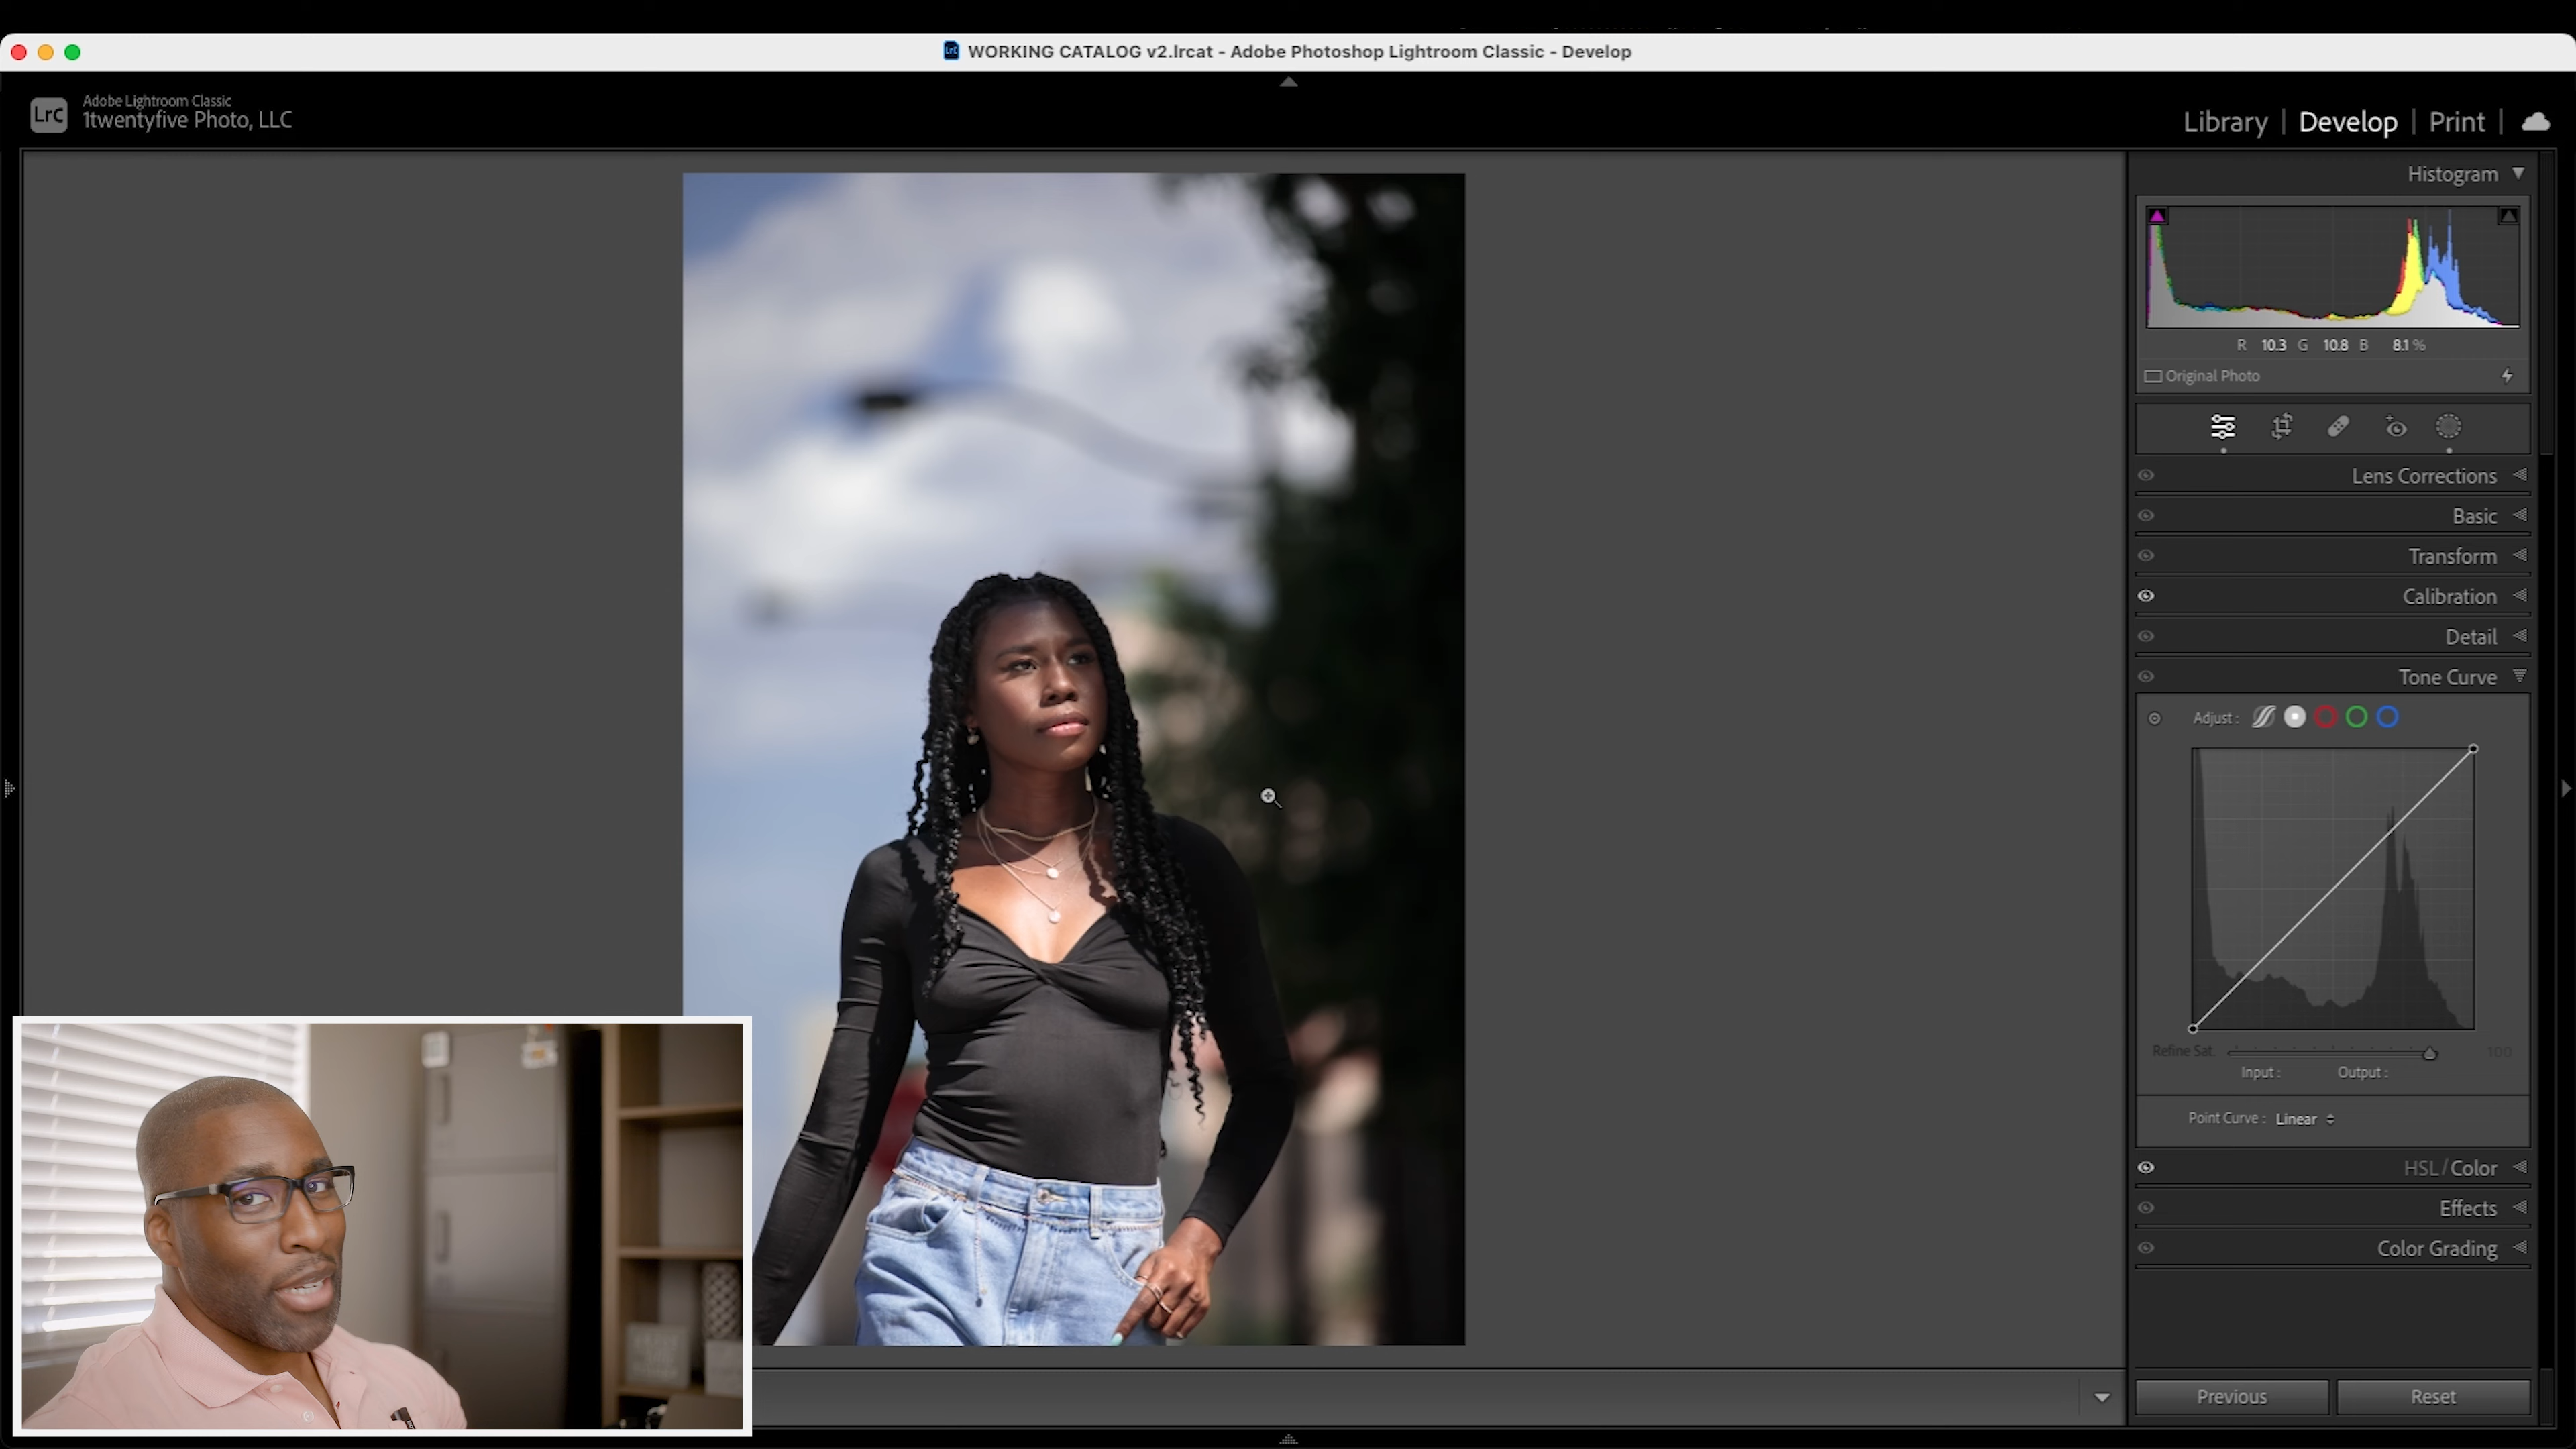 WORKING CATALOG v2.lrcat - Adobe Photoshop Lightroom Classic - Develop
LrC
Adobe Lightroom Classic
1twentyfive Photo, LLC
Library | Develop | Print |
Histogram
R 10.3 G 10.8 B 8.1 %
Original Photo
Lens Corrections
Basic
Transform
Calibration
Detail
Tone Curve
Adjust :
Refine Sat. 100
Input : Output :
Point Curve : Linear
HSL / Color
Effects
Color Grading
Previous Reset